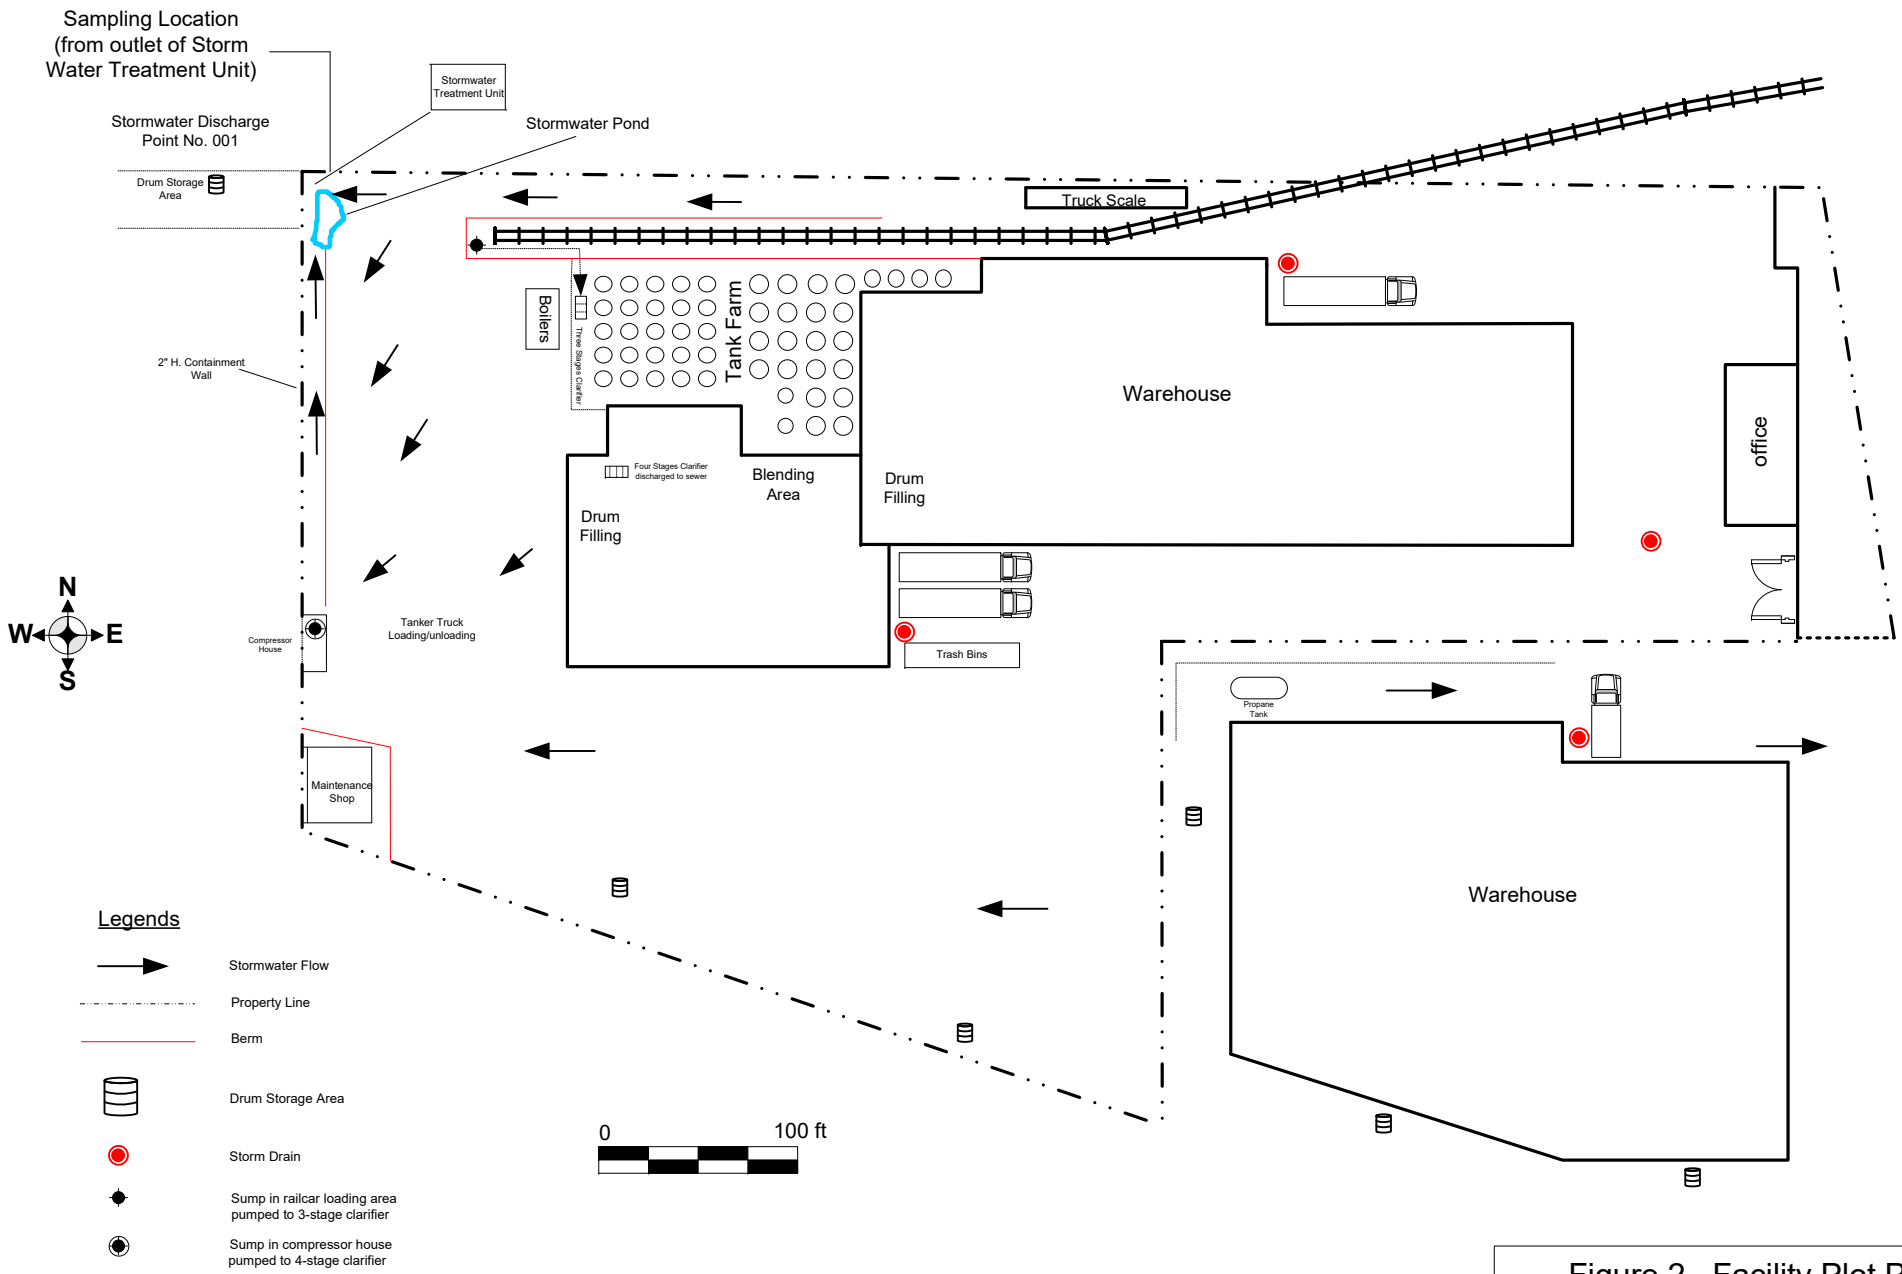 Sampling Location
(from outlet of Storm
Water Treatment Unit)
Stormwater
Treatment Unit
Stormwater Discharge
Point No. 001
Stormwater Pond
Drum Storage
Area
Truck Scale
Boilers
Three Stages Clarifier
Tank Farm
2" H. Containment
Wall
Warehouse
office
Four Stages Clarifier
discharged to sewer
Blending
Area
Drum
Filling
Drum
Filling
N
W
E
S
Compressor
House
Tanker Truck
Loading/unloading
Trash Bins
Propane
Tank
Maintenance
Shop
Warehouse
Legends
Stormwater Flow
Property Line
Berm
Drum Storage Area
Storm Drain
Sump in railcar loading area
pumped to 3-stage clarifier
Sump in compressor house
pumped to 4-stage clarifier
0
100 ft
Figure 2 Facility Plot P